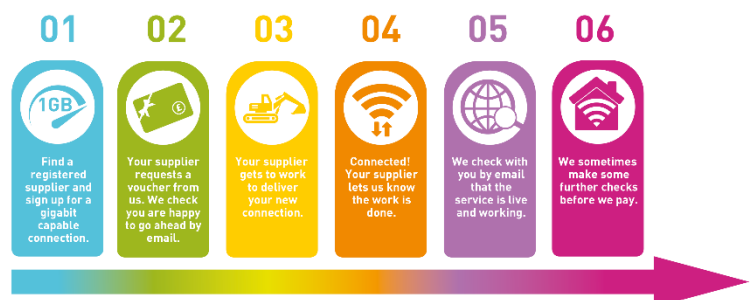 01
02
03
04
05
06
1GB
£
Find a
registered
supplier and
sign up for a
gigabit
capable
connection.
Your supplier
requests a
voucher from
us. We check
you are happy
to go ahead by
email.
Your supplier
gets to work
to deliver
your new
connection.
Connected!
Your supplier
lets us know
the work is
done.
We check with
you by email
that the
service is live
and working.
We sometimes
make some
further checks
before we pay.